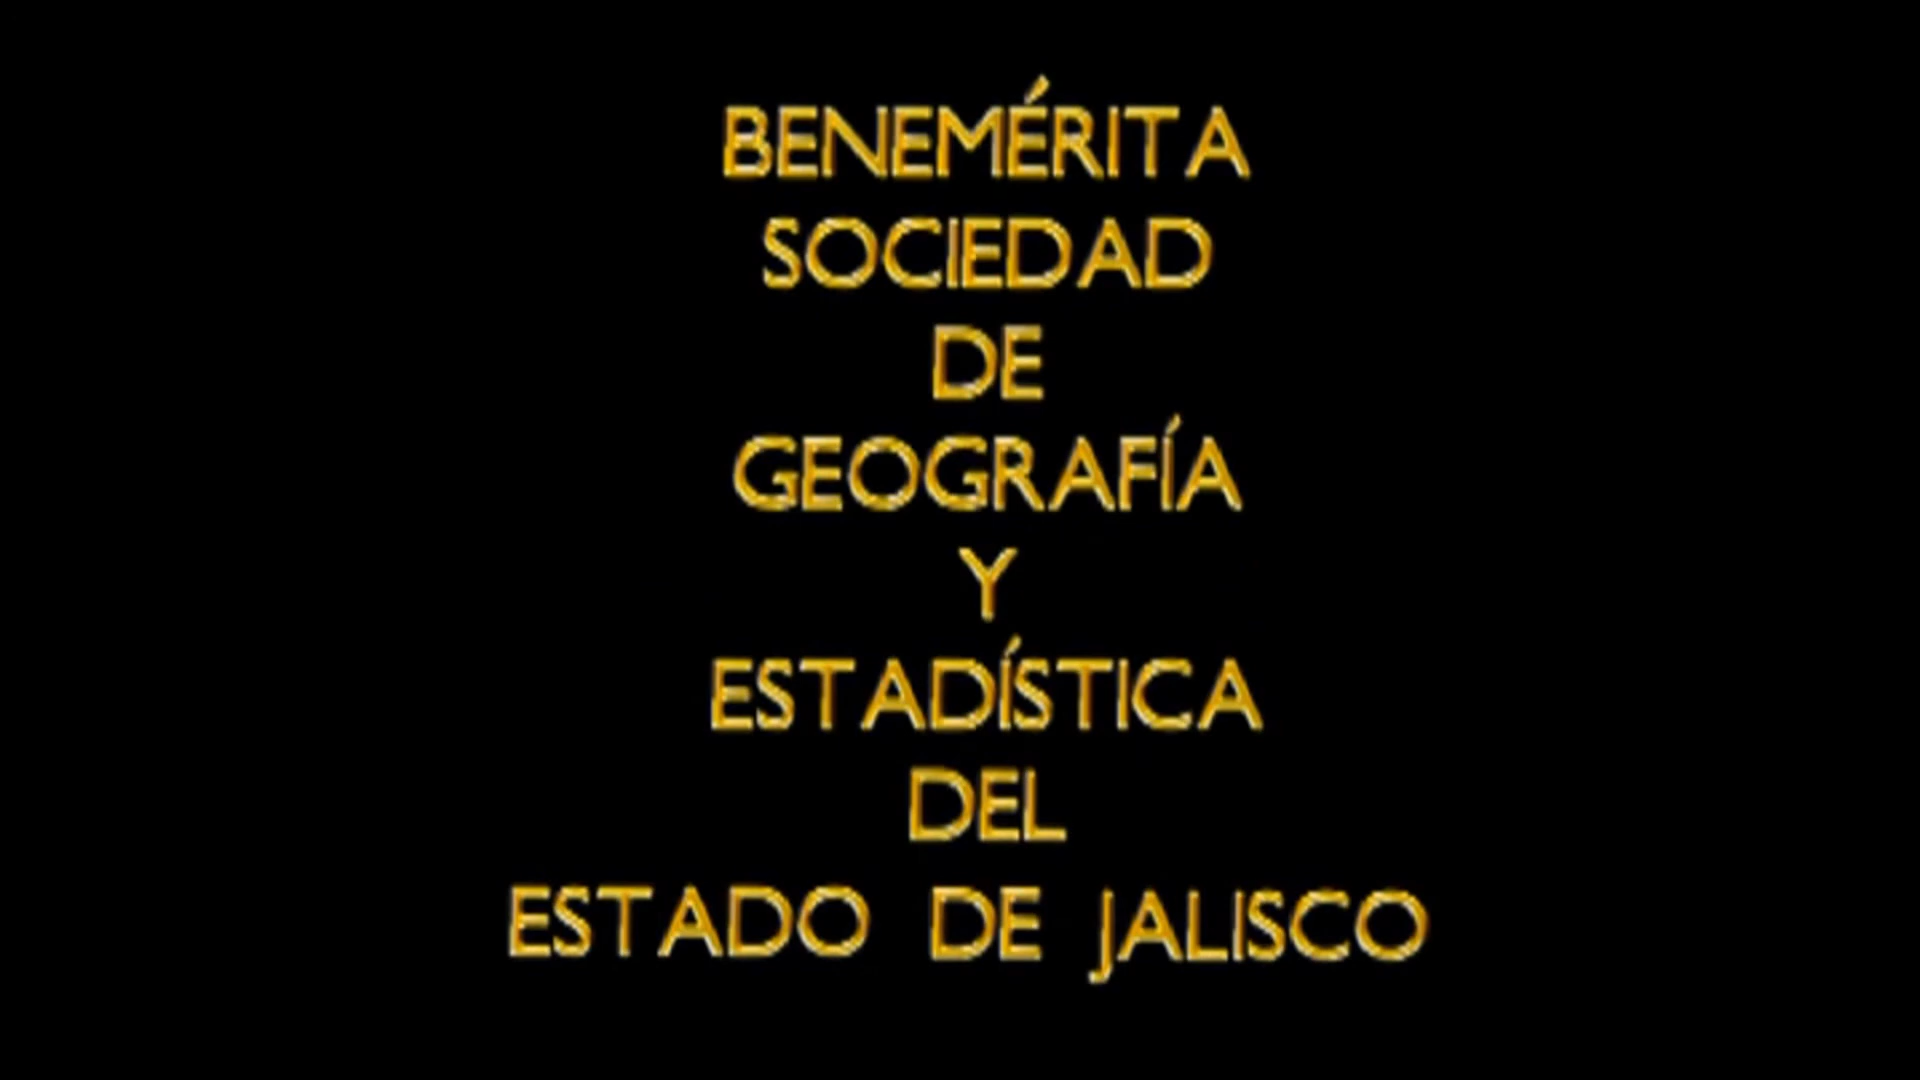 BENEMÉRITA
SOCIEDAD
DE
GEOGRAFÍA
Y
ESTADÍSTICA
DEL
ESTADO DE JALISCO